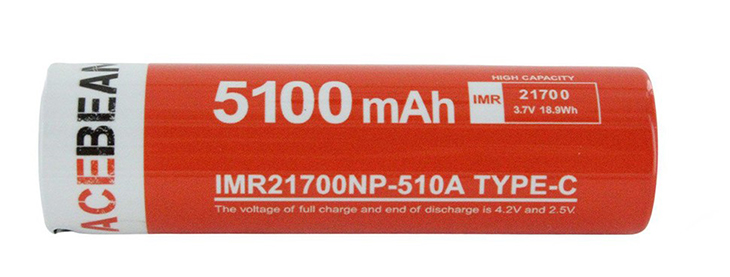 ACEBEAM
5100 mAh
HIGH CAPACITY
IMR 21700
3.7V 18.9Wh
IMR21700NP-510A TYPE-C
The voltage of full charge and end of discharge is 4.2V and 2.5V.